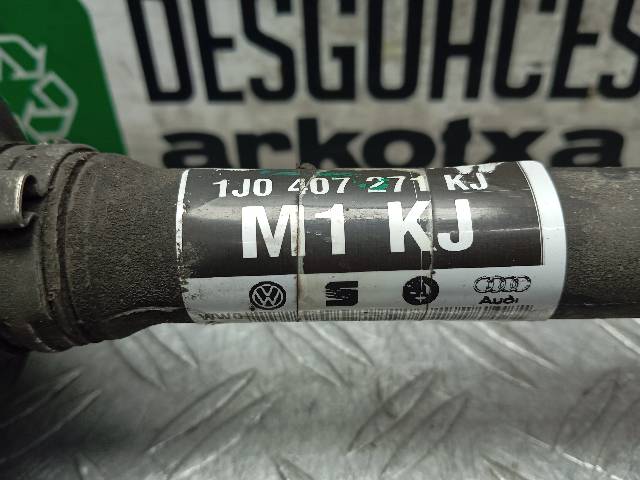 DESGUACES
arkotxa
1J0 407 271 KJ
M1 KJ
Audi